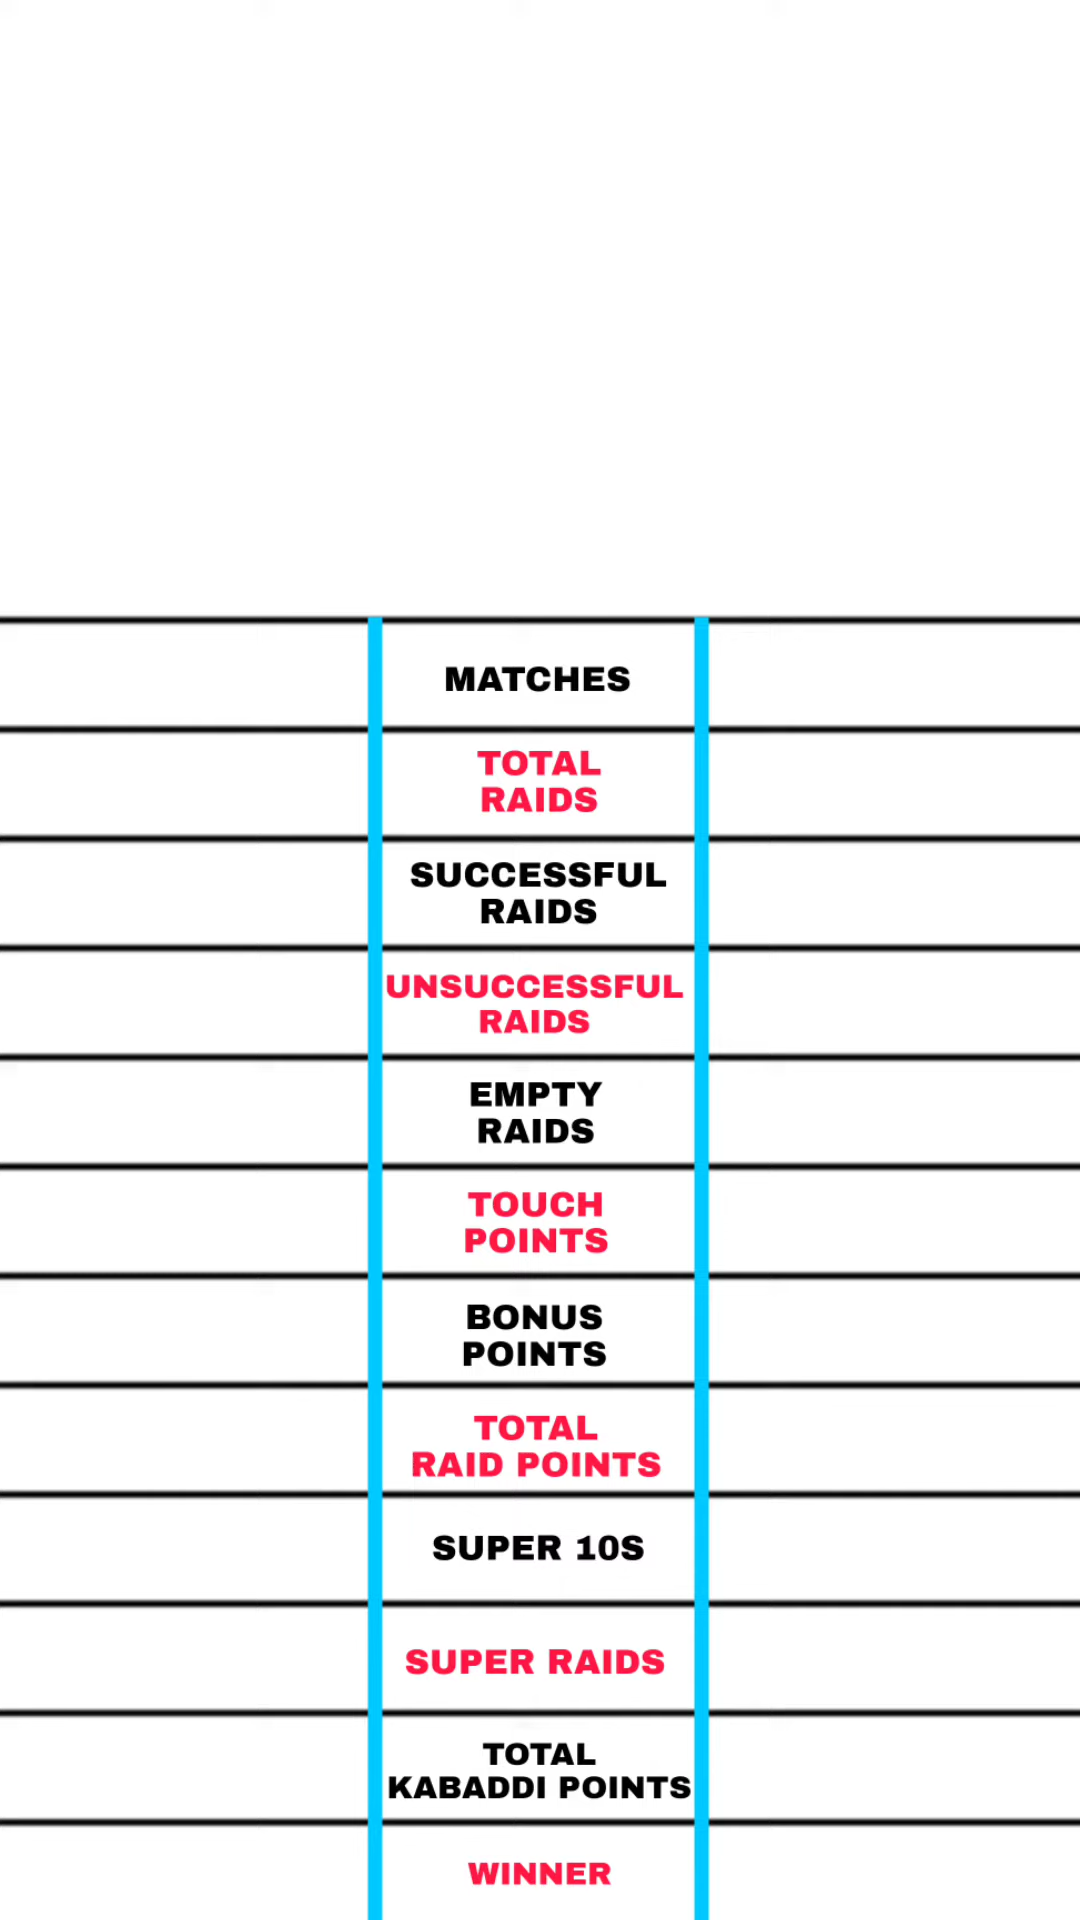 MATCHES
TOTAL
RAIDS
SUCCESSFUL
RAIDS
UNSUCCESSFUL
RAIDS
EMPTY
RAIDS
TOUCH
POINTS
BONUS
POINTS
TOTAL
RAID POINTS
SUPER 10S
SUPER RAIDS
TOTAL
KABADDI POINTS
WINNER